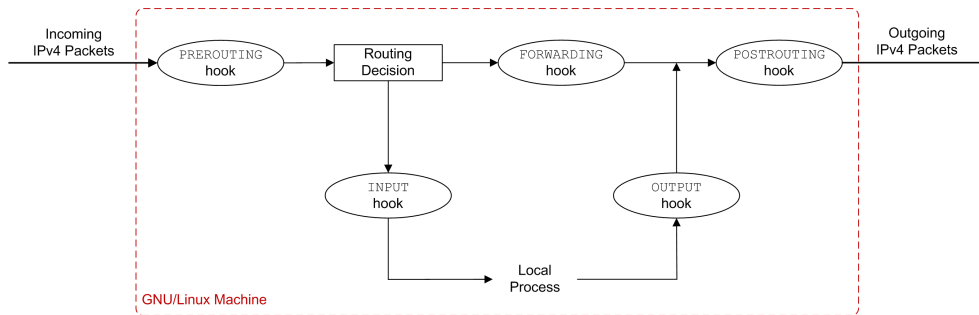 Incoming
IPv4 Packets
PREROUTING
hook
Routing
Decision
FORWARDING
hook
POSTROUTING
hook
Outgoing
IPv4 Packets
INPUT
hook
OUTPUT
hook
Local
Process
GNU/Linux Machine